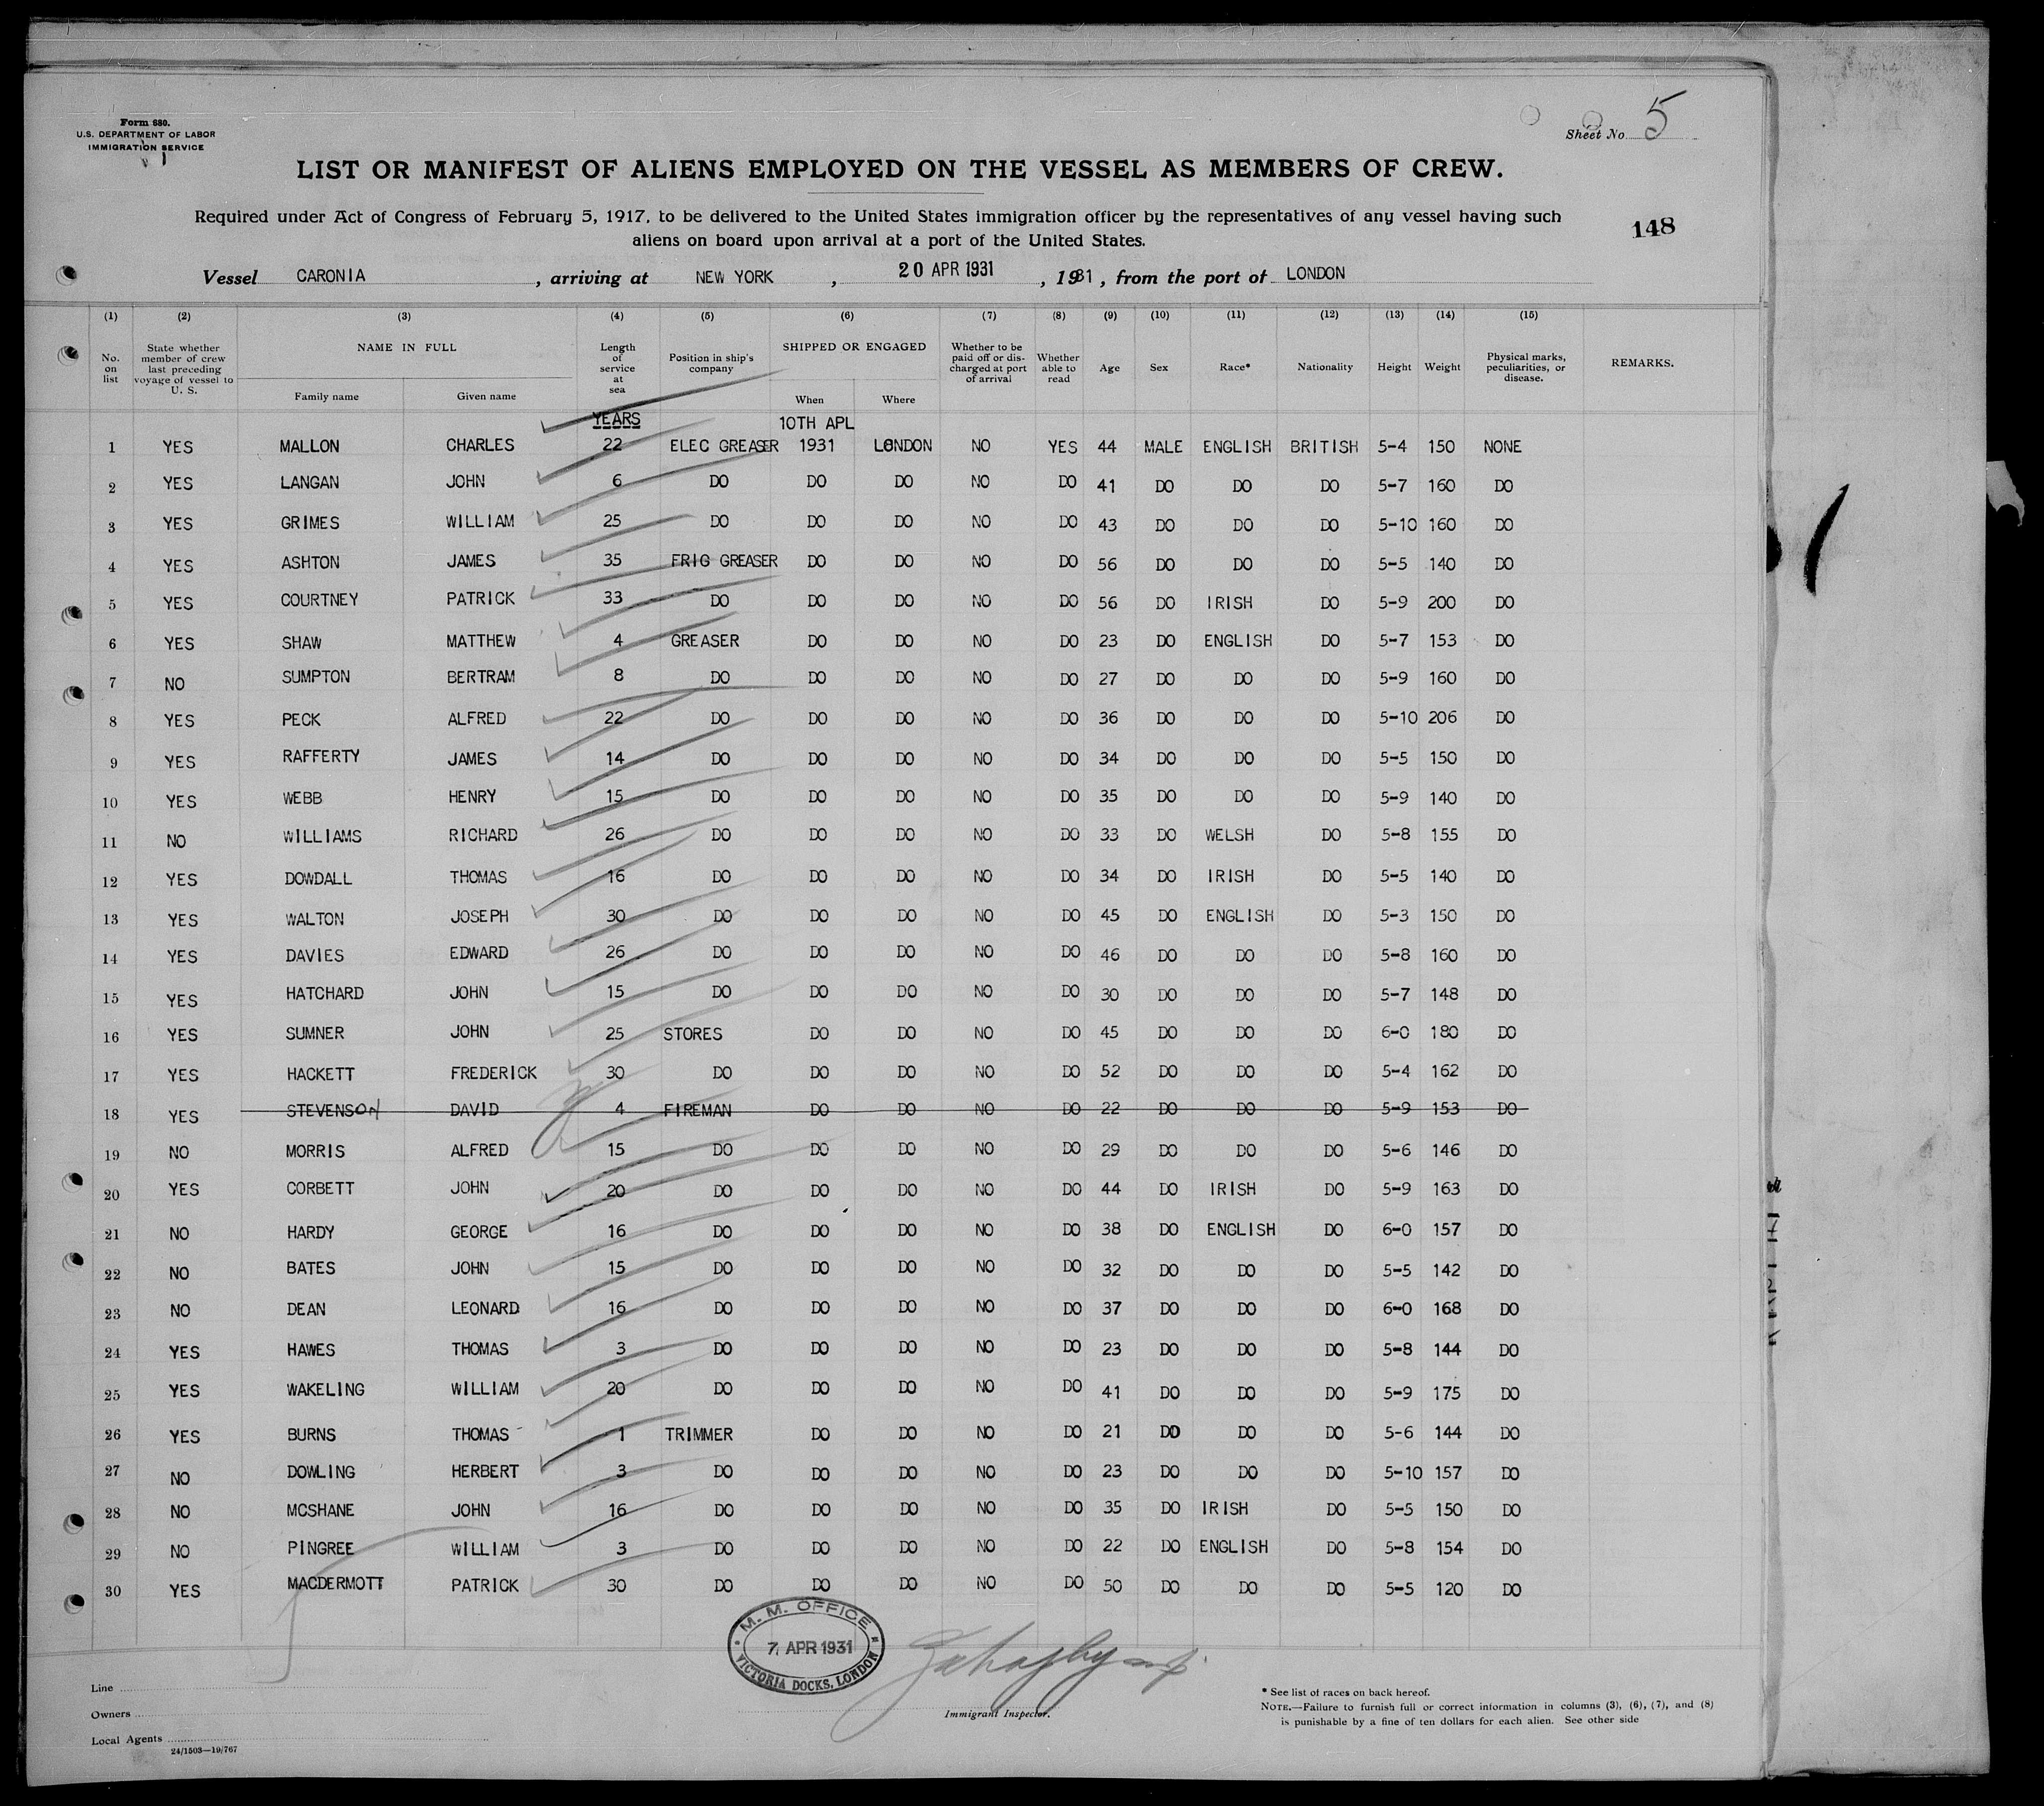 Form 680.
U.S. DEPARTMENT OF LABOR
IMMIGRATION SERVICE
Sheet No. 5
LIST OR MANIFEST OF ALIENS EMPLOYED ON THE VESSEL AS MEMBERS OF CREW.
Required under Act of Congress of February 5, 1917, to be delivered to the United States immigration officer by the representatives of any vessel having such
aliens on board upon arrival at a port of the United States.
148
Vessel CARONIA, arriving at NEW YORK, 20 APR 1931, 1931, from the port of LONDON
(1) (2) (3) (4) (5) (6) (7) (8) (9) (10) (11) (12) (13) (14) (15)
No. on list State whether member of crew last preceding voyage of vessel to U. S. NAME IN FULL Family name Given name Length of service at sea Position in ship's company SHIPPED OR ENGAGED When Where Whether to be paid off or discharged at port of arrival Whether able to read Age Sex Race* Nationality Height Weight Physical marks, peculiarities, or disease. REMARKS.
YEARS 10TH APL
1 YES MALLON CHARLES 22 ELEC GREASER 1931 LONDON NO YES 44 MALE ENGLISH BRITISH 5-4 150 NONE
2 YES LANGAN JOHN 6 DO DO DO NO DO 41 DO DO DO 5-7 160 DO
3 YES GRIMES WILLIAM 25 DO DO DO NO DO 43 DO DO DO 5-10 160 DO
4 YES ASHTON JAMES 35 FRIG GREASER DO DO NO DO 56 DO DO DO 5-5 140 DO
5 YES COURTNEY PATRICK 33 DO DO DO NO DO 56 DO IRISH DO 5-9 200 DO
6 YES SHAW MATTHEW 4 GREASER DO DO NO DO 23 DO ENGLISH DO 5-7 153 DO
7 NO SUMPTON BERTRAM 8 DO DO DO NO DO 27 DO DO DO 5-9 160 DO
8 YES PECK ALFRED 22 DO DO DO NO DO 36 DO DO DO 5-10 206 DO
9 YES RAFFERTY JAMES 14 DO DO DO NO DO 34 DO DO DO 5-5 150 DO
10 YES WEBB HENRY 15 DO DO DO NO DO 35 DO DO DO 5-9 140 DO
11 NO WILLIAMS RICHARD 26 DO DO DO NO DO 33 DO WELSH DO 5-8 155 DO
12 YES DOWDALL THOMAS 16 DO DO DO NO DO 34 DO IRISH DO 5-5 140 DO
13 YES WALTON JOSEPH 30 DO DO DO NO DO 45 DO ENGLISH DO 5-3 150 DO
14 YES DAVIES EDWARD 26 DO DO DO NO DO 46 DO DO DO 5-8 160 DO
15 YES HATCHARD JOHN 15 DO DO DO NO DO 30 DO DO DO 5-7 148 DO
16 YES SUMNER JOHN 25 STORES DO DO NO DO 45 DO DO DO 6-0 180 DO
17 YES HACKETT FREDERICK 30 DO DO DO NO DO 52 DO DO DO 5-4 162 DO
18 YES STEVENSON DAVID 4 FIREMAN DO DO NO DO 22 DO DO DO 5-9 153 DO
19 NO MORRIS ALFRED 15 DO DO DO NO DO 29 DO DO DO 5-6 146 DO
20 YES CORBETT JOHN 20 DO DO DO NO DO 44 DO IRISH DO 5-9 163 DO
21 NO HARDY GEORGE 16 DO DO DO NO DO 38 DO ENGLISH DO 6-0 157 DO
22 NO BATES JOHN 15 DO DO DO NO DO 32 DO DO DO 5-5 142 DO
23 NO DEAN LEONARD 16 DO DO DO NO DO 37 DO DO DO 6-0 168 DO
24 YES HAWES THOMAS 3 DO DO DO NO DO 23 DO DO DO 5-8 144 DO
25 YES WAKELING WILLIAM 20 DO DO DO NO DO 41 DO DO DO 5-9 175 DO
26 YES BURNS THOMAS 1 TRIMMER DO DO NO DO 21 DO DO DO 5-6 144 DO
27 NO DOWLING HERBERT 3 DO DO DO NO DO 23 DO DO DO 5-10 157 DO
28 NO MCSHANE JOHN 16 DO DO DO NO DO 35 DO IRISH DO 5-5 150 DO
29 NO PINGREE WILLIAM 3 DO DO DO NO DO 22 DO ENGLISH DO 5-8 154 DO
30 YES MACDERMOTT PATRICK 30 DO DO DO NO DO 50 DO DO DO 5-5 120 DO
M. M. OFFICE
7 APR 1931
VICTORIA DOCKS, LONDON
Line
Owners
Local Agents
24/1503—19/767
Immigrant Inspector.
* See list of races on back hereof.
NOTE.—Failure to furnish full or correct information in columns (3), (6), (7), and (8)
is punishable by a fine of ten dollars for each alien. See other side